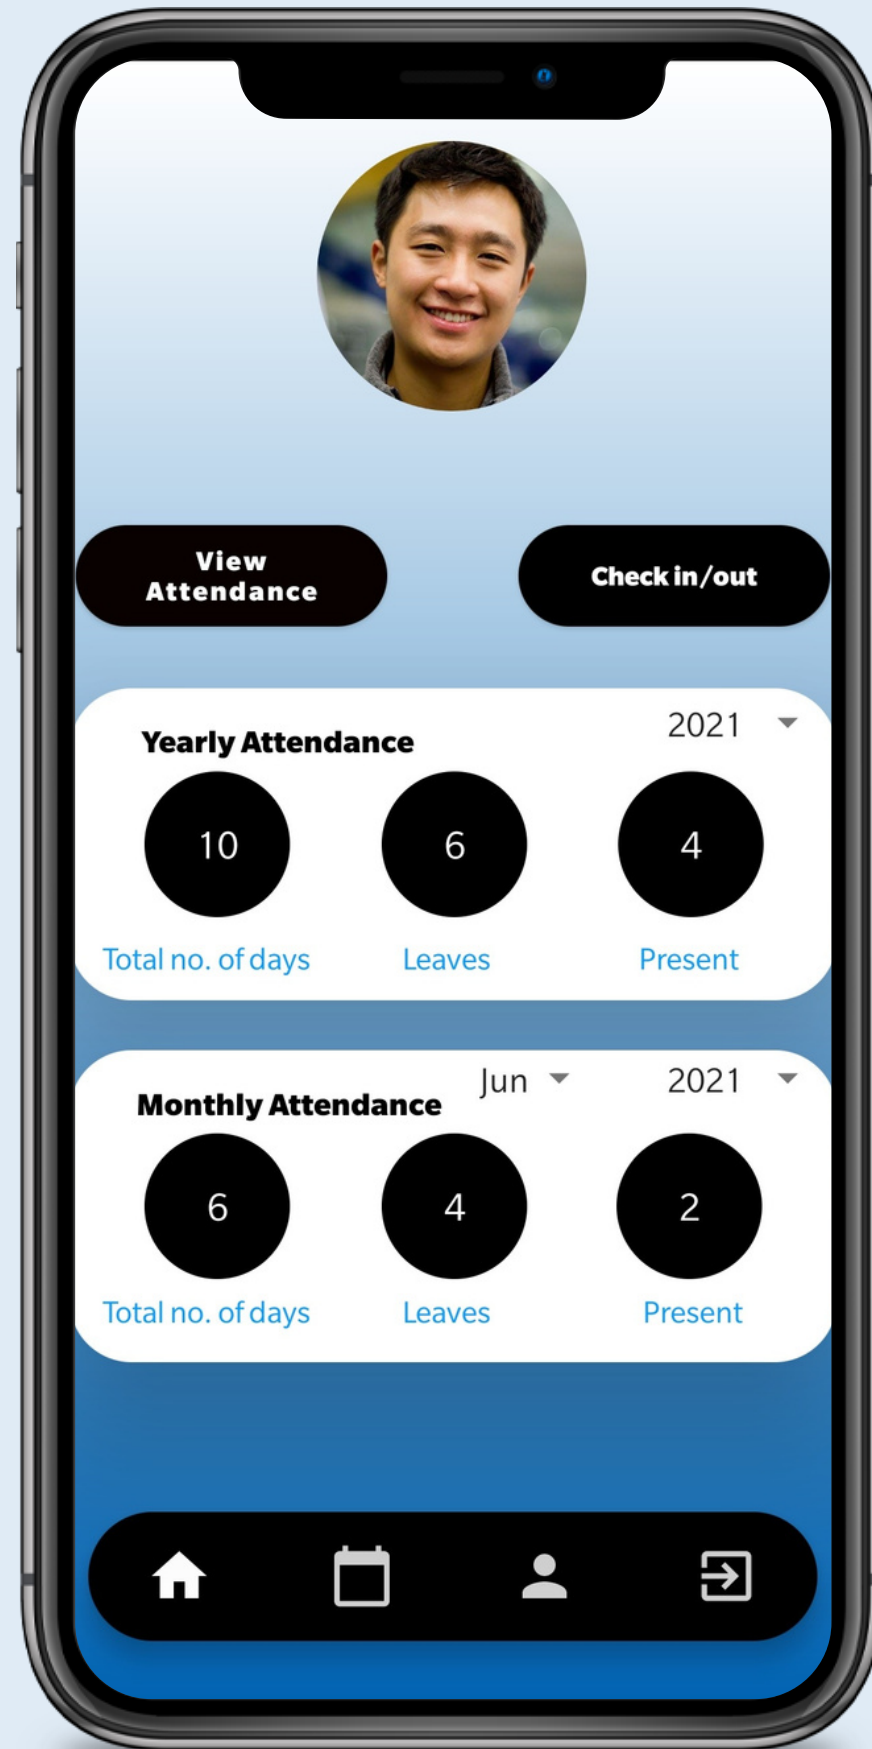 View
Attendance
Check in/out
Yearly Attendance
2021
10
6
4
Total no. of days
Leaves
Present
Monthly Attendance
Jun
2021
6
4
2
Total no. of days
Leaves
Present